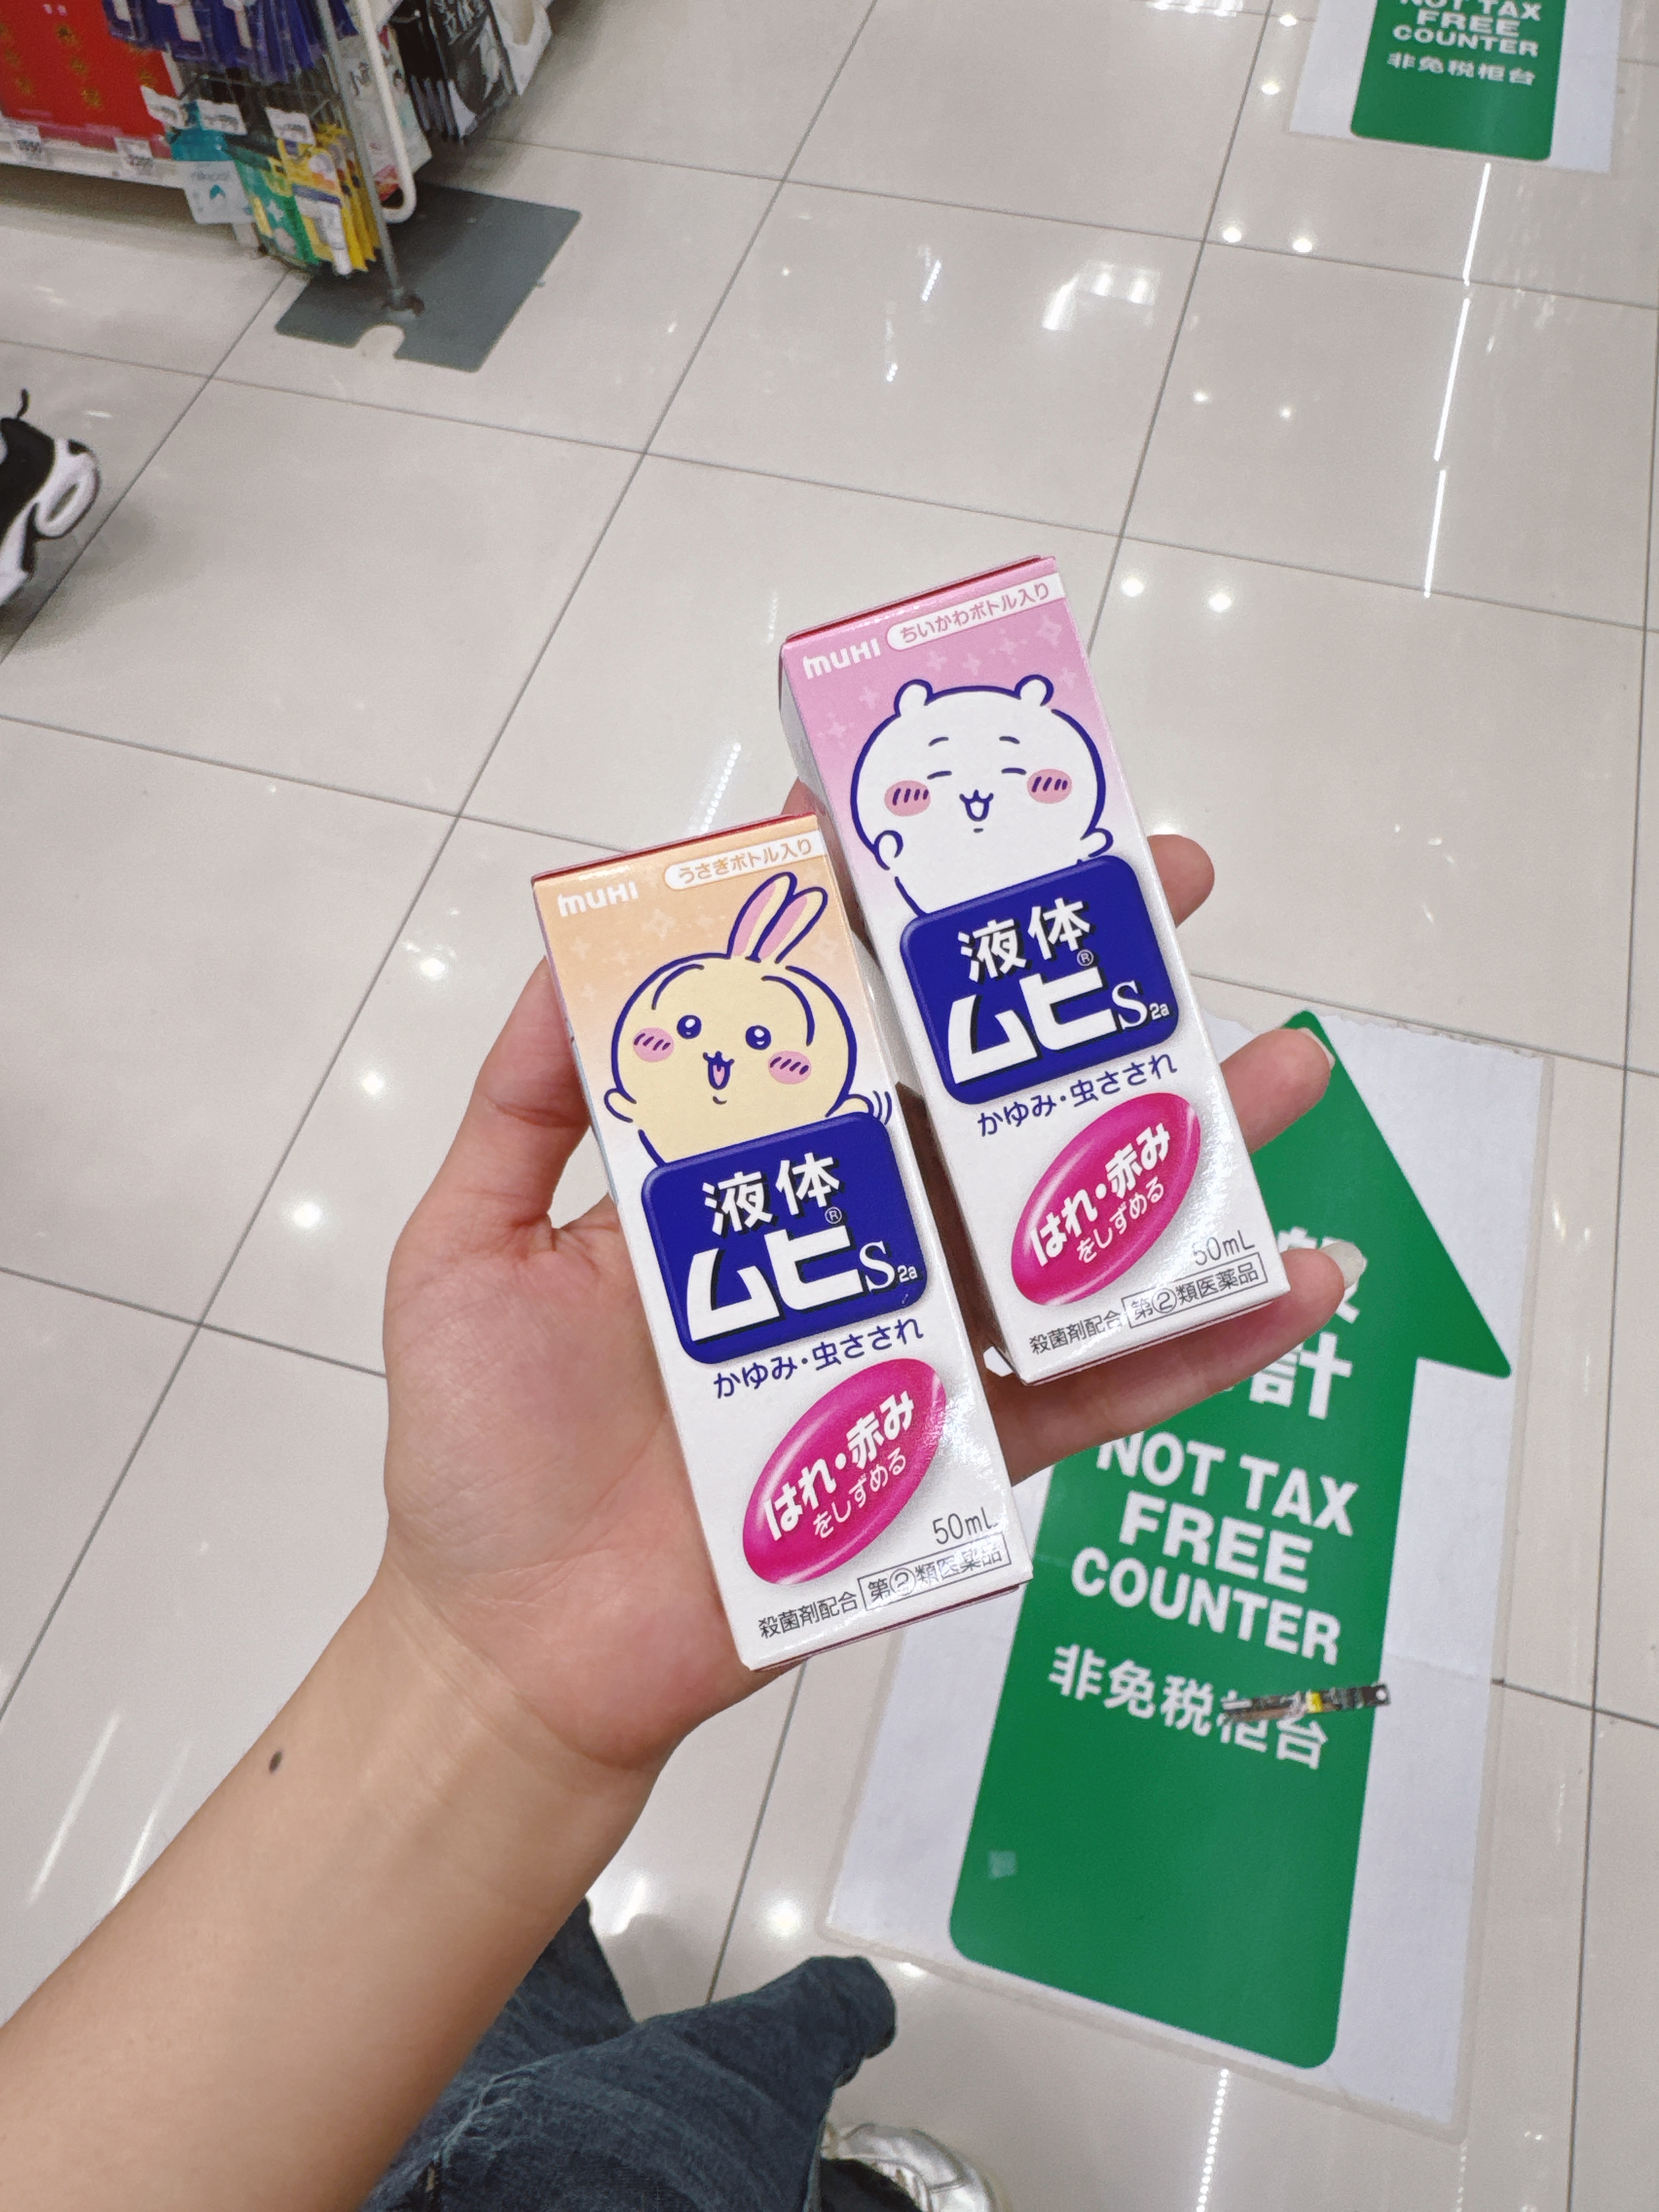 NOT TAX
FREE
COUNTER
非免税柜台
muHI
ちいかわボトル入り
液体
ムヒS2a
®
かゆみ・虫さされ
はれ・赤み
をしずめる
50mL
殺菌剤配合
第②類医薬品
muHI
うさぎボトル入り
液体
ムヒS2a
®
かゆみ・虫さされ
はれ・赤み
をしずめる
50mL
殺菌剤配合
第②類医薬品
計
NOT TAX
FREE
COUNTER
非免税柜台